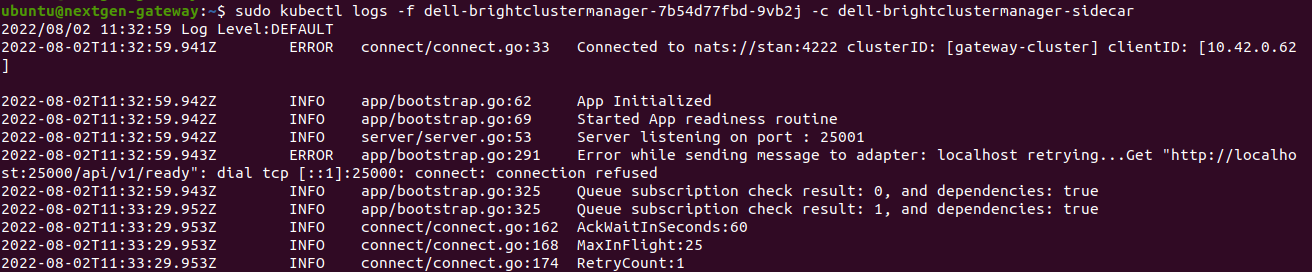 ubuntu@nextgen-gateway:~$ sudo kubectl logs -f dell-brightclustermanager-7b54d77fbd-9vb2j -c dell-brightclustermanager-sidecar
2022/08/02 11:32:59 Log Level:DEFAULT
2022-08-02T11:32:59.941Z        ERROR   connect/connect.go:33   Connected to nats://stan:4222 clusterID: [gateway-cluster] clientID: [10.42.0.62
]
2022-08-02T11:32:59.942Z        INFO    app/bootstrap.go:62     App Initialized
2022-08-02T11:32:59.942Z        INFO    app/bootstrap.go:69     Started App readiness routine
2022-08-02T11:32:59.942Z        INFO    server/server.go:53     Server listening on port : 25001
2022-08-02T11:32:59.943Z        ERROR   app/bootstrap.go:291    Error while sending message to adapter: localhost retrying...Get "http://localho
st:25000/api/v1/ready": dial tcp [::1]:25000: connect: connection refused
2022-08-02T11:32:59.943Z        INFO    app/bootstrap.go:325    Queue subscription check result: 0, and dependencies: true
2022-08-02T11:33:29.952Z        INFO    app/bootstrap.go:325    Queue subscription check result: 1, and dependencies: true
2022-08-02T11:33:29.953Z        INFO    connect/connect.go:162  AckWaitInSeconds:60
2022-08-02T11:33:29.953Z        INFO    connect/connect.go:168  MaxInFlight:25
2022-08-02T11:33:29.953Z        INFO    connect/connect.go:174  RetryCount:1